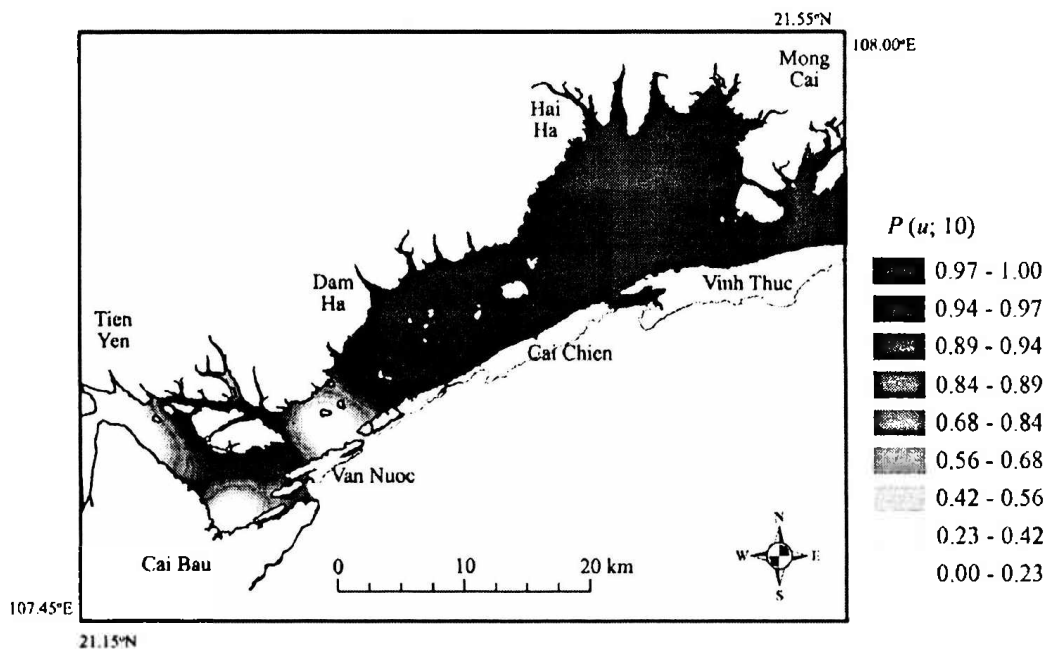 21.55°N
108.00°E
Mong
Cai
Hai
Ha
P (u; 10)
0.97 - 1.00
Vinh Thuc
Dam
Ha
0.94 - 0.97
Tien
Yen
0.89 - 0.94
Cai Chien
0.84 - 0.89
0.68 - 0.84
0.56 - 0.68
Van Nuoc
0.42 - 0.56
N
W E
S
0.23 - 0.42
Cai Bau
0 10 20 km
0.00 - 0.23
107.45°E
21.15°N